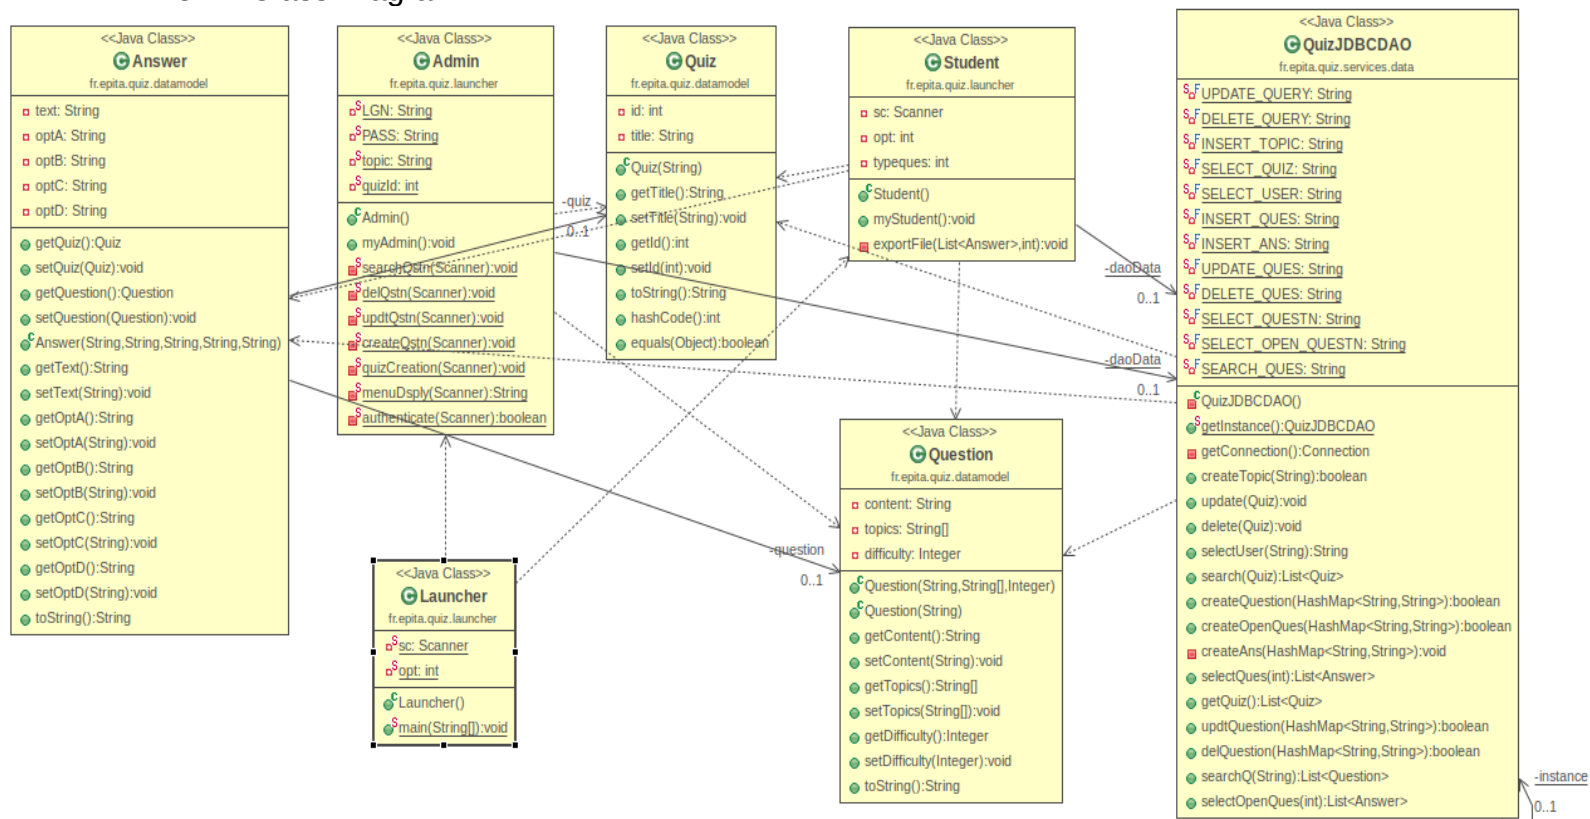 <<Java Class>>
Answer
fr.epita.quiz.datamodel
text: String
optA: String
optB: String
optC: String
optD: String
getQuiz():Quiz
setQuiz(Quiz):void
getQuestion():Question
setQuestion(Question):void
Answer(String,String,String,String,String)
getText():String
setText(String):void
getOptA():String
setOptA(String):void
getOptB():String
setOptB(String):void
getOptC():String
setOptC(String):void
getOptD():String
setOptD(String):void
toString():String
<<Java Class>>
Admin
fr.epita.quiz.launcher
LGN: String
PASS: String
topic: String
quizId: int
Admin()
myAdmin():void
searchQstn(Scanner):void
delQstn(Scanner):void
updtQstn(Scanner):void
createQstn(Scanner):void
quizCreation(Scanner):void
menuDsply(Scanner):String
authenticate(Scanner):boolean
-quiz
0..1
<<Java Class>>
Quiz
fr.epita.quiz.datamodel
id: int
title: String
Quiz(String)
getTitle():String
setTitle(String):void
getId():int
setId(int):void
toString():String
hashCode():int
equals(Object):boolean
<<Java Class>>
Student
fr.epita.quiz.launcher
sc: Scanner
opt: int
typeques: int
Student()
myStudent():void
exportFile(List<Answer>,int):void
-daoData
0..1
-daoData
0..1
<<Java Class>>
QuizJDBCDAO
fr.epita.quiz.services.data
UPDATE_QUERY: String
DELETE_QUERY: String
INSERT_TOPIC: String
SELECT_QUIZ: String
SELECT_USER: String
INSERT_QUES: String
INSERT_ANS: String
UPDATE_QUES: String
DELETE_QUES: String
SELECT_QUESTN: String
SELECT_OPEN_QUESTN: String
SEARCH_QUES: String
QuizJDBCDAO()
getInstance():QuizJDBCDAO
getConnection():Connection
createTopic(String):boolean
update(Quiz):void
delete(Quiz):void
selectUser(String):String
search(Quiz):List<Quiz>
createQuestion(HashMap<String,String>):boolean
createOpenQues(HashMap<String,String>):boolean
createAns(HashMap<String,String>):void
selectQues(int):List<Answer>
getQuiz():List<Quiz>
updtQuestion(HashMap<String,String>):boolean
delQuestion(HashMap<String,String>):boolean
searchQ(String):List<Question>
selectOpenQues(int):List<Answer>
-instance
0..1
<<Java Class>>
Launcher
fr.epita.quiz.launcher
sc: Scanner
opt: int
Launcher()
main(String[]):void
-question
0..1
<<Java Class>>
Question
fr.epita.quiz.datamodel
content: String
topics: String[]
difficulty: Integer
Question(String,String[],Integer)
Question(String)
getContent():String
setContent(String):void
getTopics():String[]
setTopics(String[]):void
getDifficulty():Integer
setDifficulty(Integer):void
toString():String